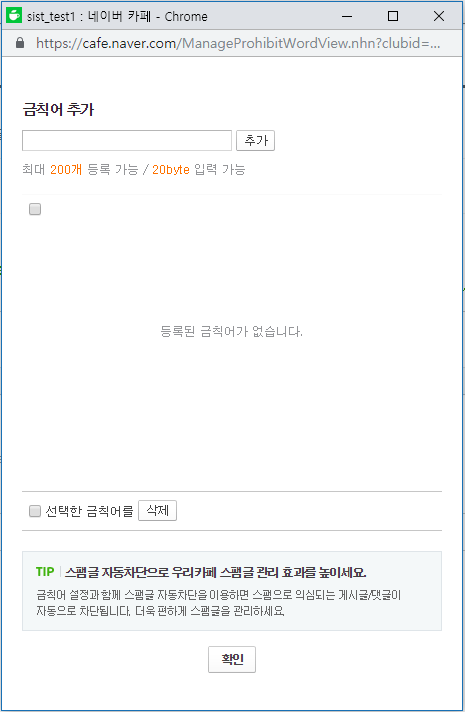 sist_test1 : 네이버 카페 - Chrome
https://cafe.naver.com/ManageProhibitWordView.nhn?clubid=...
금칙어 추가
추가
최대 200개 등록 가능 / 20byte 입력 가능
등록된 금칙어가 없습니다.
선택한 금칙어를 삭제
TIP 스팸글 자동차단으로 우리카페 스팸글 관리 효과를 높이세요.
금칙어 설정과 함께 스팸글 자동차단을 이용하면 스팸으로 의심되는 게시글/댓글이
자동으로 차단됩니다. 더욱 편하게 스팸글을 관리하세요.
확인